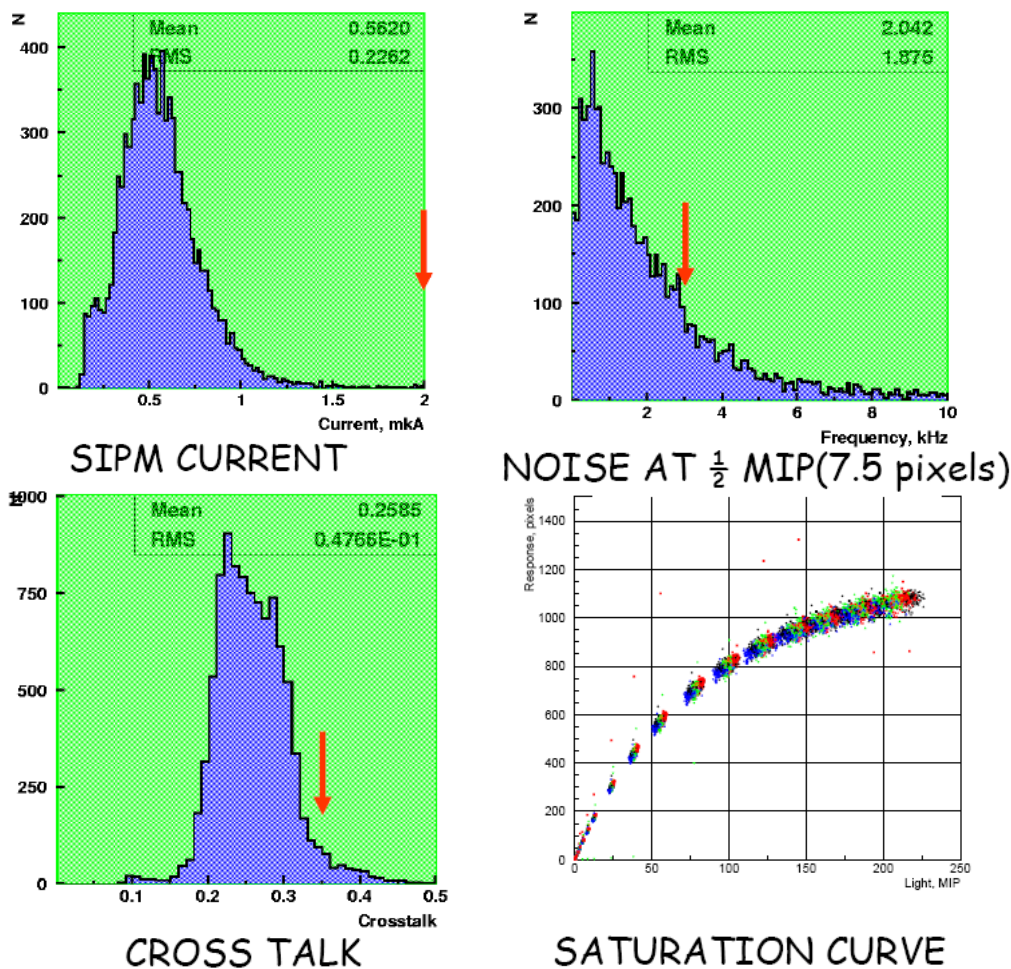 N
Mean 0.5620
RMS 0.2262
400
300
200
100
0
0.5 1 1.5 2
Current, mkA
SIPM CURRENT
N
Mean 2.042
RMS 1.875
300
200
100
0
2 4 6 8 10
Frequency, kHz
NOISE AT ½ MIP(7.5 pixels)
N
1000
Mean 0.2585
RMS 0.4766E-01
750
500
250
0
0.1 0.2 0.3 0.4 0.5
Crosstalk
CROSS TALK
Response, pixels
1400
1200
1000
800
600
400
200
0
0 50 100 150 200 250
Light, MIP
SATURATION CURVE